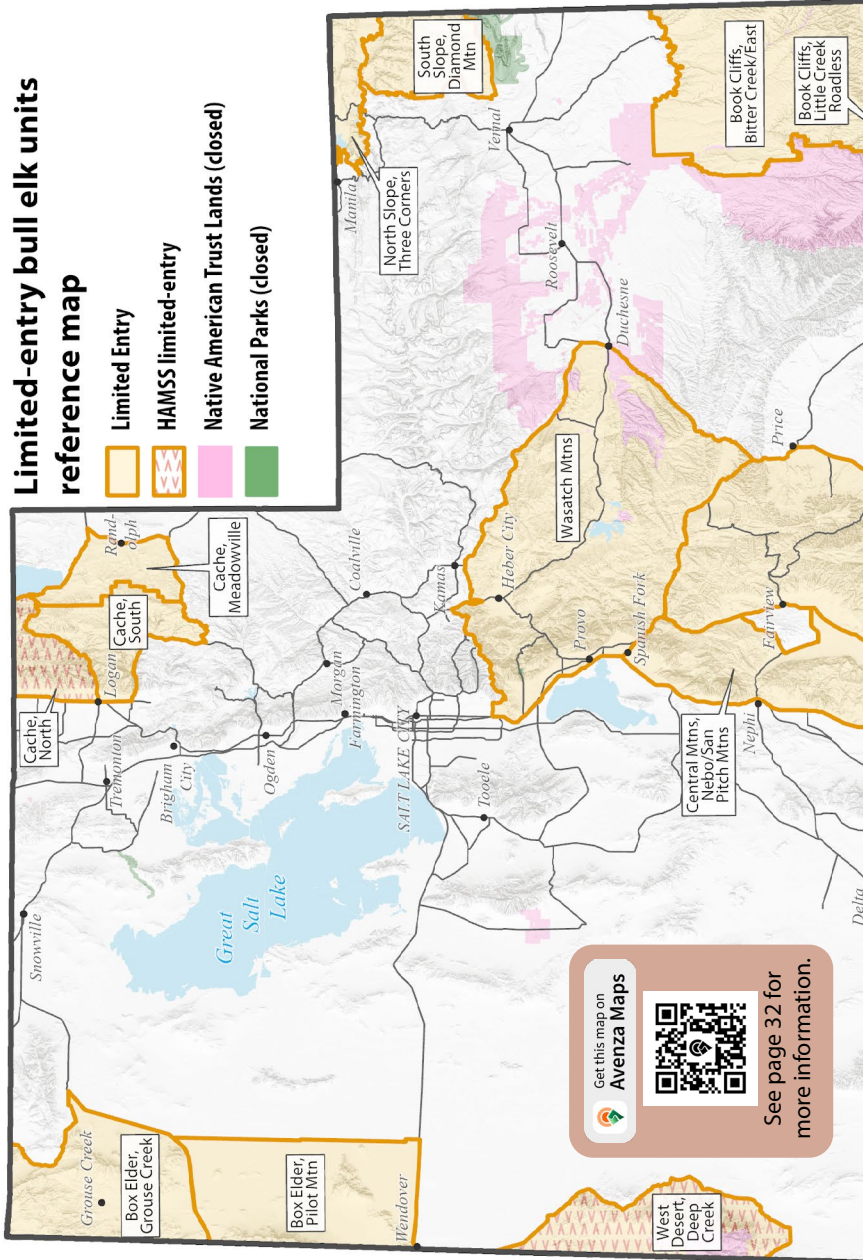 Limited-entry bull elk units
reference map
Limited Entry
HAMSS limited-entry
Native American Trust Lands (closed)
National Parks (closed)
Snowville
Tremonton
Cache,
North
Logan
Cache,
South
Rand-
olph
Cache,
Meadowville
Grouse Creek
Box Elder,
Grouse Creek
Brigham
City
Great
Salt
Lake
Ogden
Morgan
Farmington
Coalville
Box Elder,
Pilot Mtn
Wendover
SALT LAKE CITY
Tooele
Kamas
Heber City
Manila
North Slope,
Three Corners
South
Slope,
Diamond
Mtn
Vernal
Roosevelt
Duchesne
Wasatch Mtns
Provo
Spanish Fork
Central Mtns,
Nebo/San
Pitch Mtns
Nephi
Fairview
Price
Book Cliffs,
Bitter Creek/East
Book Cliffs,
Little Creek
Roadless
Delta
West
Desert,
Deep
Creek
Get this map on
Avenza Maps
See page 32 for
more information.